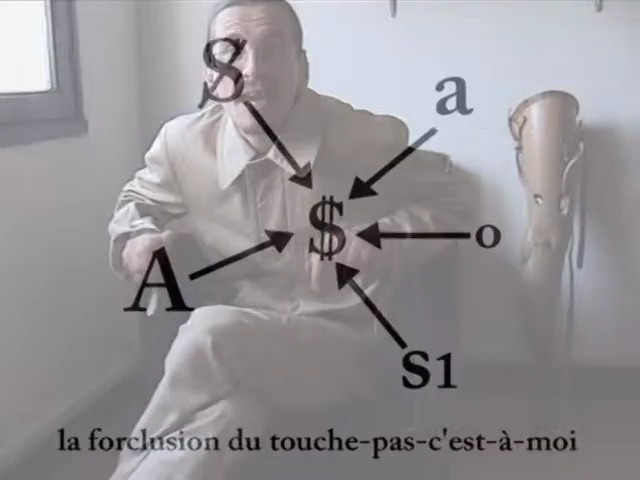 S
a
$
o
A
S1
la forclusion du touche-pas-c'est-à-moi